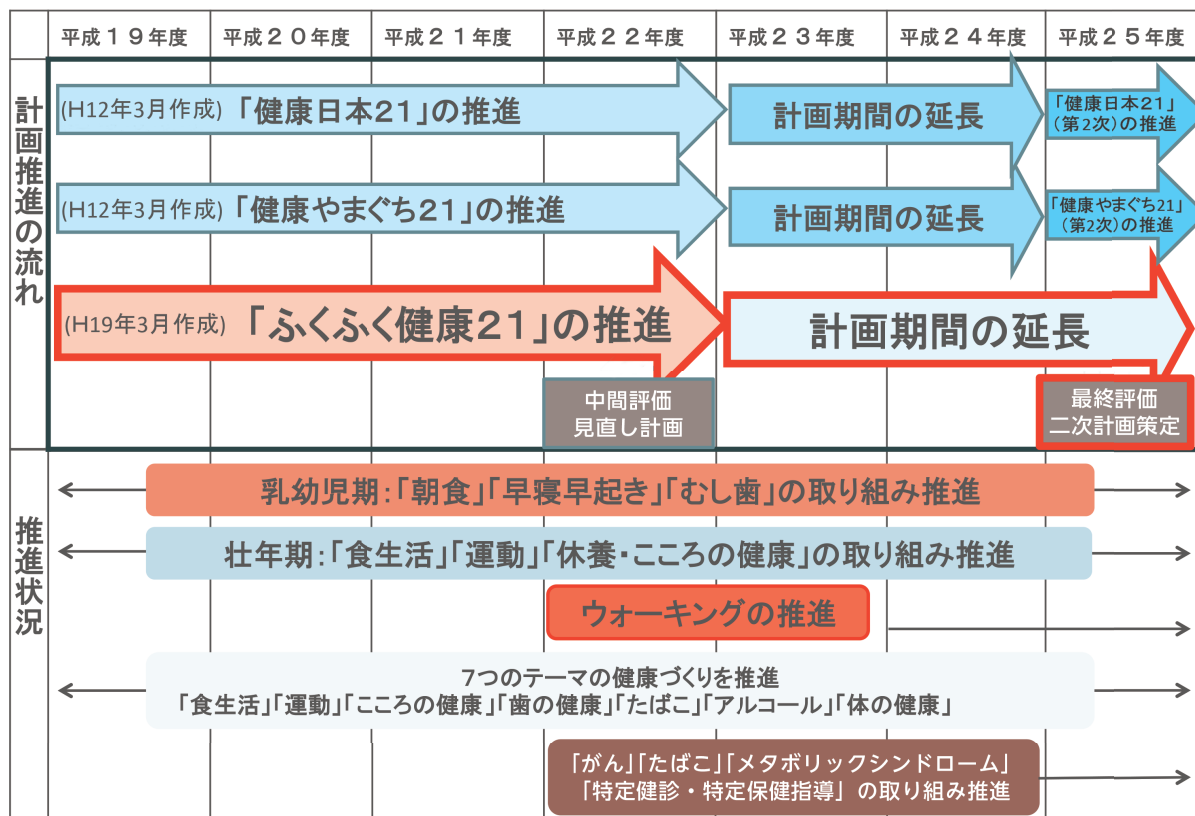 平成１９年度
平成２０年度
平成２１年度
平成２２年度
平成２３年度
平成２４年度
平成２５年度
計画推進の流れ
(H12年3月作成)「健康日本21」の推進
計画期間の延長
「健康日本21」
(第2次)の推進
(H12年3月作成)「健康やまぐち21」の推進
計画期間の延長
「健康やまぐち21」
(第2次)の推進
(H19年3月作成)「ふくふく健康21」の推進
計画期間の延長
中間評価
見直し計画
最終評価
二次計画策定
推進状況
乳幼児期：「朝食」「早寝早起き」「むし歯」の取り組み推進
壮年期：「食生活」「運動」「休養・こころの健康」の取り組み推進
ウォーキングの推進
7つのテーマの健康づくりを推進
「食生活」「運動」「こころの健康」「歯の健康」「たばこ」「アルコール」「体の健康」
「がん」「たばこ」「メタボリックシンドローム」
「特定健診・特定保健指導」の取り組み推進